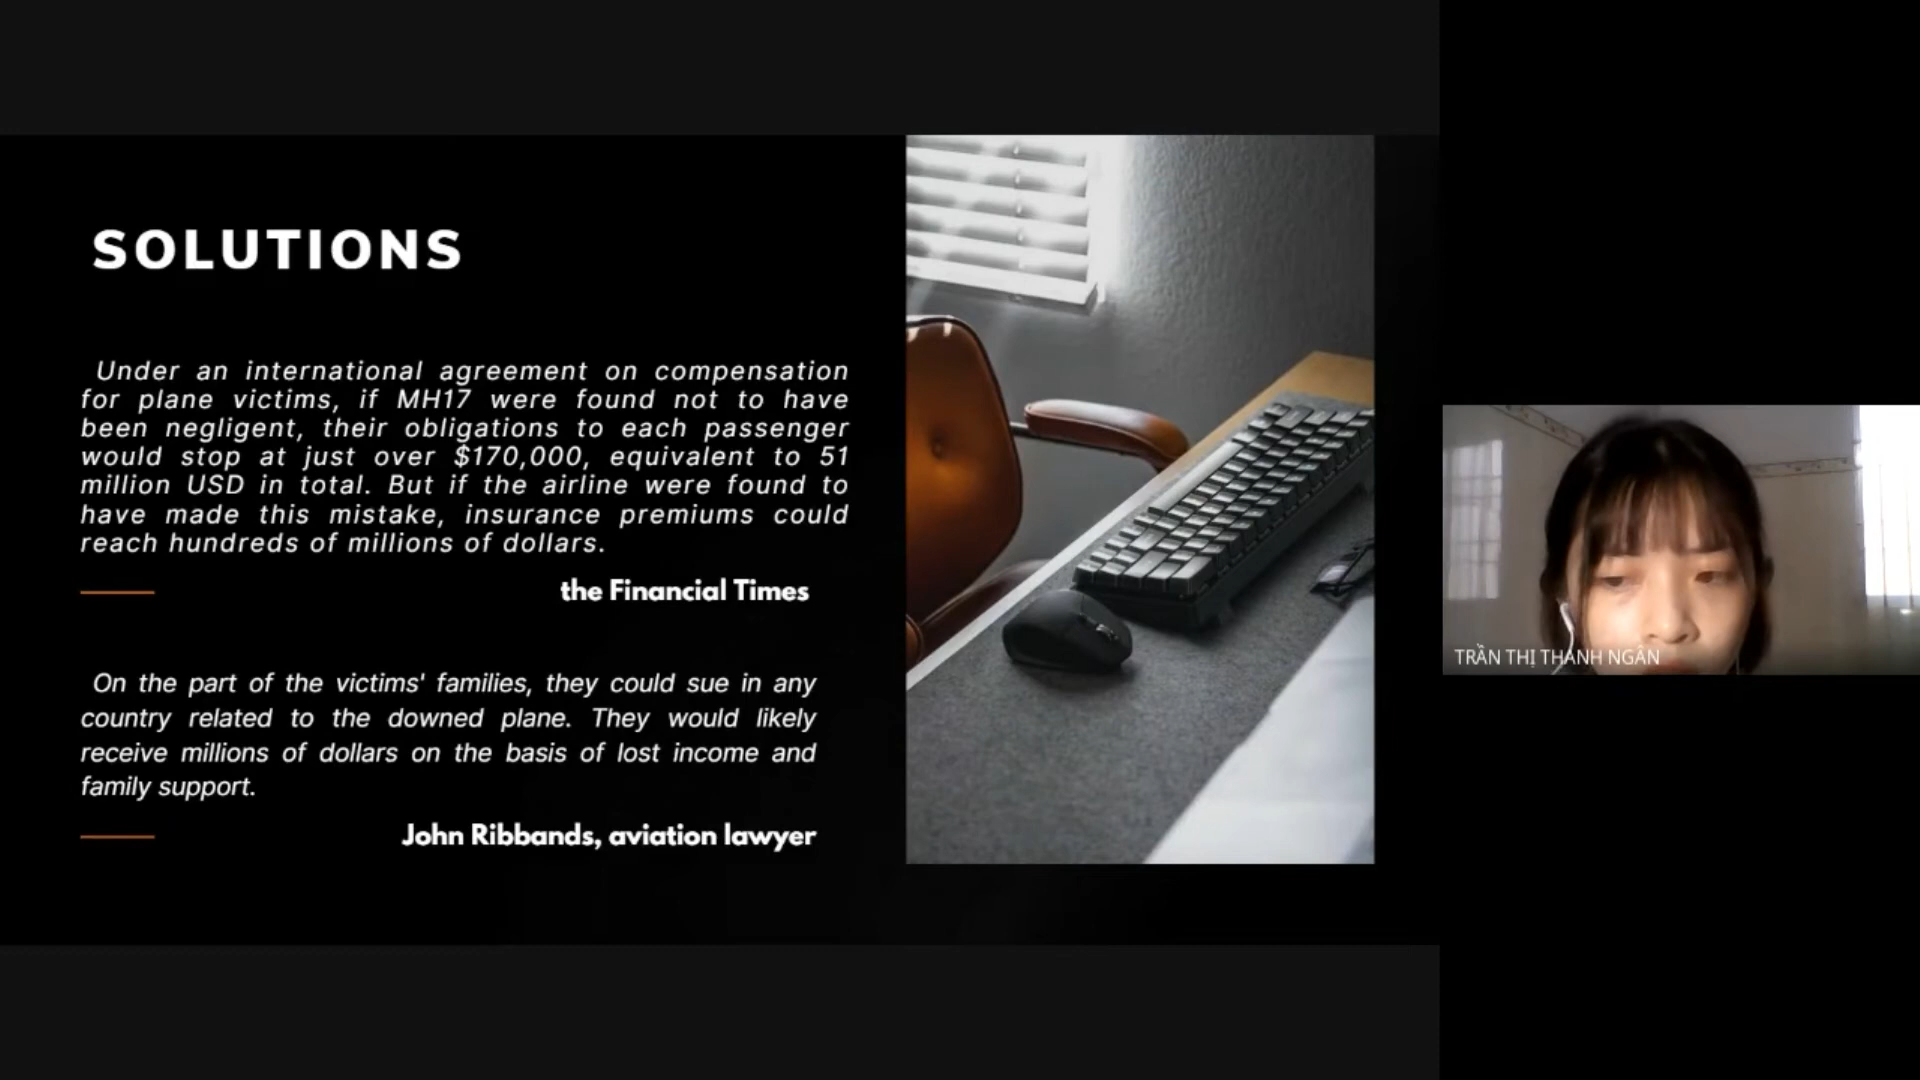 SOLUTIONS
Under an international agreement on compensation
for plane victims, if MH17 were found not to have
been negligent, their obligations to each passenger
would stop at just over $170,000, equivalent to 51
million USD in total. But if the airline were found to
have made this mistake, insurance premiums could
reach hundreds of millions of dollars.
the Financial Times
On the part of the victims' families, they could sue in any
country related to the downed plane. They would likely
receive millions of dollars on the basis of lost income and
family support.
John Ribbands, aviation lawyer
TRẦN THỊ THANH NGÂN